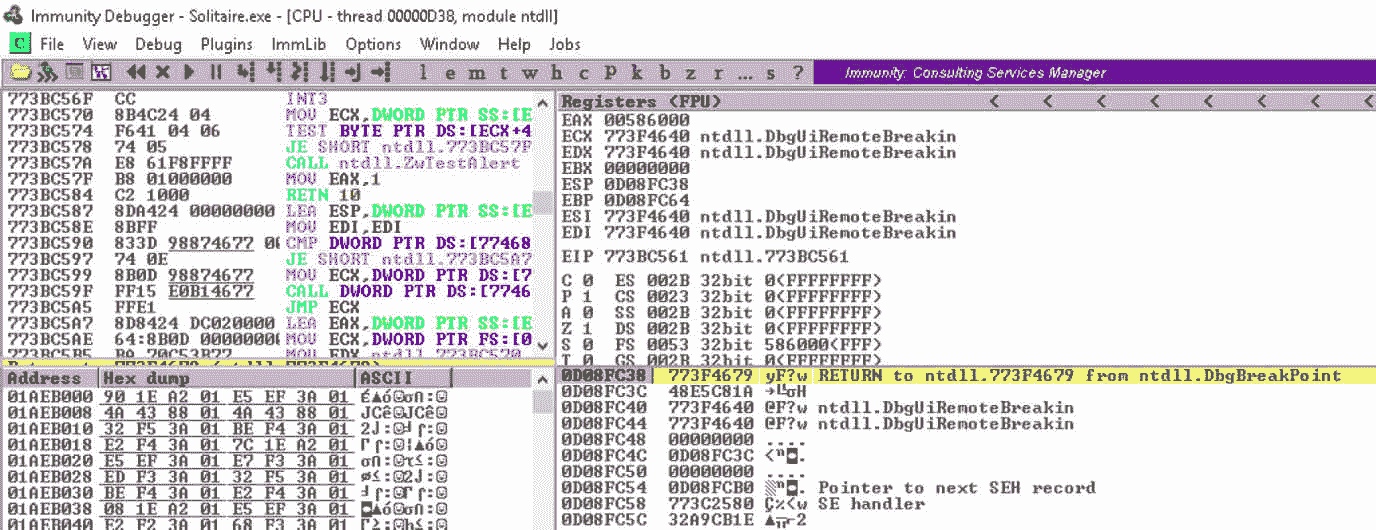 Immunity Debugger - Solitaire.exe - [CPU - thread 00000D38, module ntdll]
C File View Debug Plugins ImmLib Options Window Help Jobs
l e m t w h c P k b z r ... s ? Immunity: Consulting Services Manager
773BC56F CC INT3
773BC570 8B4C24 04 MOV ECX,DWORD PTR SS:[E
773BC574 F641 04 06 TEST BYTE PTR DS:[ECX+4
773BC578 74 05 JE SHORT ntdll.773BC57F
773BC57A E8 61F8FFFF CALL ntdll.ZwTestAlert
773BC57F B8 01000000 MOV EAX,1
773BC584 C2 1000 RETN 10
773BC587 8DA424 00000000 LEA ESP,DWORD PTR SS:[E
773BC58E 8BFF MOV EDI,EDI
773BC590 833D 98874677 00 CMP DWORD PTR DS:[77468
773BC597 74 0E JE SHORT ntdll.773BC5A7
773BC599 8B0D 98874677 MOV ECX,DWORD PTR DS:[7
773BC59F FF15 E0B14677 CALL DWORD PTR DS:[7746
773BC5A5 FFE1 JMP ECX
773BC5A7 8D8424 DC020000 LEA EAX,DWORD PTR SS:[E
773BC5AE 64:8B0D 0000000 MOV ECX,DWORD PTR FS:[0
773BC5B5 BA 70C53B77 MOV EDX ntdll.773BC570
Registers (FPU) < < < < < < < <
EAX 00586000
ECX 773F4640 ntdll.DbgUiRemoteBreakin
EDX 773F4640 ntdll.DbgUiRemoteBreakin
EBX 00000000
ESP 0D08FC38
EBP 0D08FC64
ESI 773F4640 ntdll.DbgUiRemoteBreakin
EDI 773F4640 ntdll.DbgUiRemoteBreakin
EIP 773BC561 ntdll.773BC561
C 0 ES 002B 32bit 0(FFFFFFFF)
P 1 CS 0023 32bit 0(FFFFFFFF)
A 0 SS 002B 32bit 0(FFFFFFFF)
Z 1 DS 002B 32bit 0(FFFFFFFF)
S 0 FS 0053 32bit 586000(FFF)
T 0 GS 002B 32bit 0(FFFFFFFF)
Address Hex dump ASCII
01AEB000 90 1E A2 01 E5 EF 3A 01
01AEB008 4A 43 88 01 4A 43 88 01
01AEB010 32 F5 3A 01 BE F4 3A 01
01AEB018 E2 F4 3A 01 7C 1E A2 01
01AEB020 E5 EF 3A 01 E7 F3 3A 01
01AEB028 ED F3 3A 01 32 F5 3A 01
01AEB030 BE F4 3A 01 E2 F4 3A 01
01AEB038 08 1E A2 01 E5 EF 3A 01
01AEB040 E2 F2 3A 01 68 F3 3A 01
0D08FC38 773F4679 yF?w RETURN to ntdll.773F4679 from ntdll.DbgBreakPoint
0D08FC3C 48E5C81A
0D08FC40 773F4640 @F?w ntdll.DbgUiRemoteBreakin
0D08FC44 773F4640 @F?w ntdll.DbgUiRemoteBreakin
0D08FC48 00000000 ....
0D08FC4C 0D08FC3C
0D08FC50 00000000 ....
0D08FC54 0D08FCB0 Pointer to next SEH record
0D08FC58 773C2580 Ç%<w SE handler
0D08FC5C 32A9CB1E